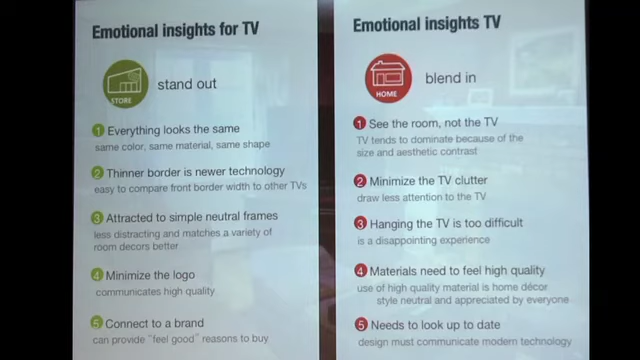 Emotional insights for TV
STORE
stand out
1 Everything looks the same
same color, same material, same shape
2 Thinner border is newer technology
easy to compare front border width to other TVs
3 Attracted to simple neutral frames
less distracting and matches a variety of
room decors better
4 Minimize the logo
communicates high quality
5 Connect to a brand
can provide "feel good" reasons to buy
Emotional insights TV
HOME
blend in
1 See the room, not the TV
TV tends to dominate because of the
size and aesthetic contrast
2 Minimize the TV clutter
draw less attention to the TV
3 Hanging the TV is too difficult
is a disappointing experience
4 Materials need to feel high quality
use of high quality material is home décor
style neutral and appreciated by everyone
5 Needs to look up to date
design must communicate modern technology